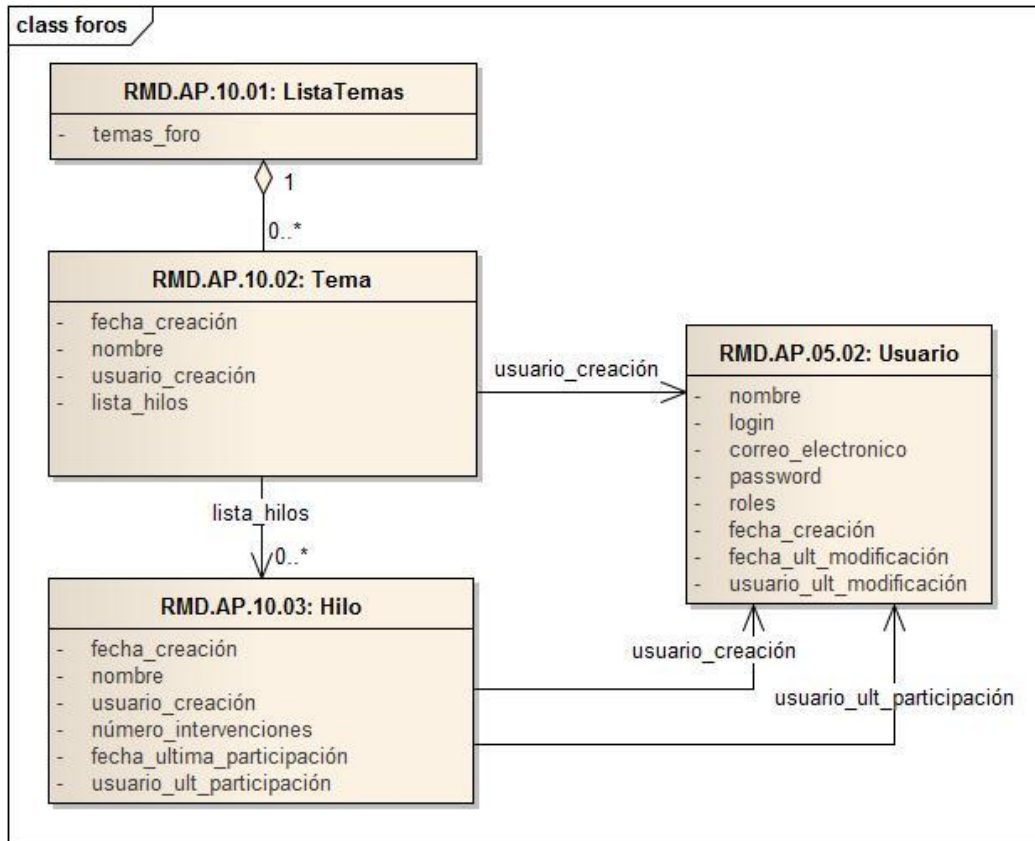 class foros
RMD.AP.10.01: ListaTemas
- temas_foro
1
0..*
RMD.AP.10.02: Tema
- fecha_creación
- nombre
- usuario_creación
- lista_hilos
usuario_creación
RMD.AP.05.02: Usuario
- nombre
- login
- correo_electronico
- password
- roles
- fecha_creación
- fecha_ult_modificación
- usuario_ult_modificación
lista_hilos
0..*
RMD.AP.10.03: Hilo
- fecha_creación
- nombre
- usuario_creación
- número_intervenciones
- fecha_ultima_participación
- usuario_ult_participación
usuario_creación
usuario_ult_participación